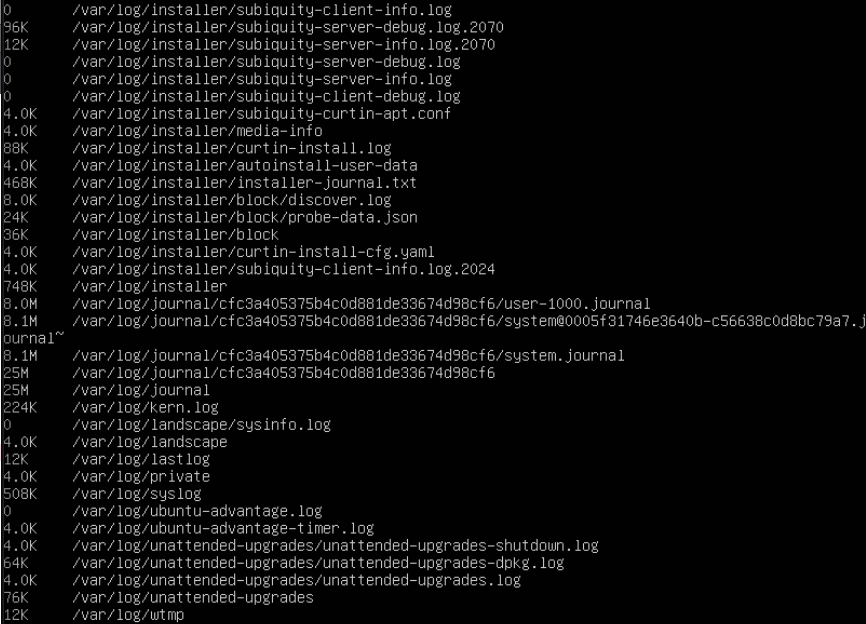 0 /var/log/installer/subiquity-client-info.log
96K /var/log/installer/subiquity-server-debug.log.2070
12K /var/log/installer/subiquity-server-info.log.2070
0 /var/log/installer/subiquity-server-debug.log
0 /var/log/installer/subiquity-server-info.log
0 /var/log/installer/subiquity-client-debug.log
4.0K /var/log/installer/subiquity-curtin-apt.conf
4.0K /var/log/installer/media-info
88K /var/log/installer/curtin-install.log
4.0K /var/log/installer/autoinstall-user-data
468K /var/log/installer/installer-journal.txt
8.0K /var/log/installer/block/discover.log
24K /var/log/installer/block/probe-data.json
36K /var/log/installer/block
4.0K /var/log/installer/curtin-install-cfg.yaml
4.0K /var/log/installer/subiquity-client-info.log.2024
748K /var/log/installer
8.0M /var/log/journal/cfc3a405375b4c0d881de33674d98cf6/user-1000.journal
8.1M /var/log/journal/cfc3a405375b4c0d881de33674d98cf6/system@0005f31746e3640b-c56638c0d8bc79a7.j
ournal~
8.1M /var/log/journal/cfc3a405375b4c0d881de33674d98cf6/system.journal
25M /var/log/journal/cfc3a405375b4c0d881de33674d98cf6
25M /var/log/journal
224K /var/log/kern.log
0 /var/log/landscape/sysinfo.log
4.0K /var/log/landscape
12K /var/log/lastlog
4.0K /var/log/private
508K /var/log/syslog
0 /var/log/ubuntu-advantage.log
4.0K /var/log/ubuntu-advantage-timer.log
4.0K /var/log/unattended-upgrades/unattended-upgrades-shutdown.log
64K /var/log/unattended-upgrades/unattended-upgrades-dpkg.log
4.0K /var/log/unattended-upgrades/unattended-upgrades.log
76K /var/log/unattended-upgrades
12K /var/log/wtmp